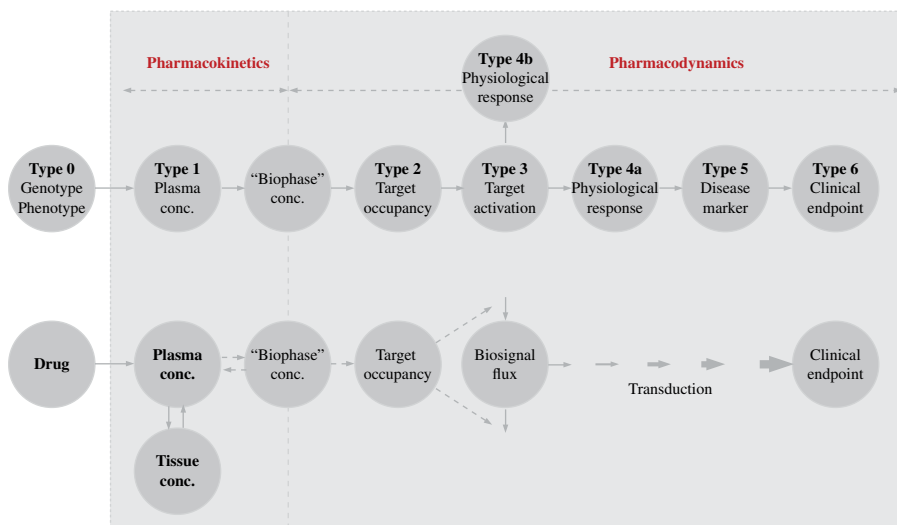 Pharmacokinetics
Pharmacodynamics
Type 4b
Physiological
response
Type 0
Genotype
Phenotype
Type 1
Plasma
conc.
“Biophase”
conc.
Type 2
Target
occupancy
Type 3
Target
activation
Type 4a
Physiological
response
Type 5
Disease
marker
Type 6
Clinical
endpoint
Drug
Plasma
conc.
“Biophase”
conc.
Target
occupancy
Biosignal
flux
Transduction
Clinical
endpoint
Tissue
conc.